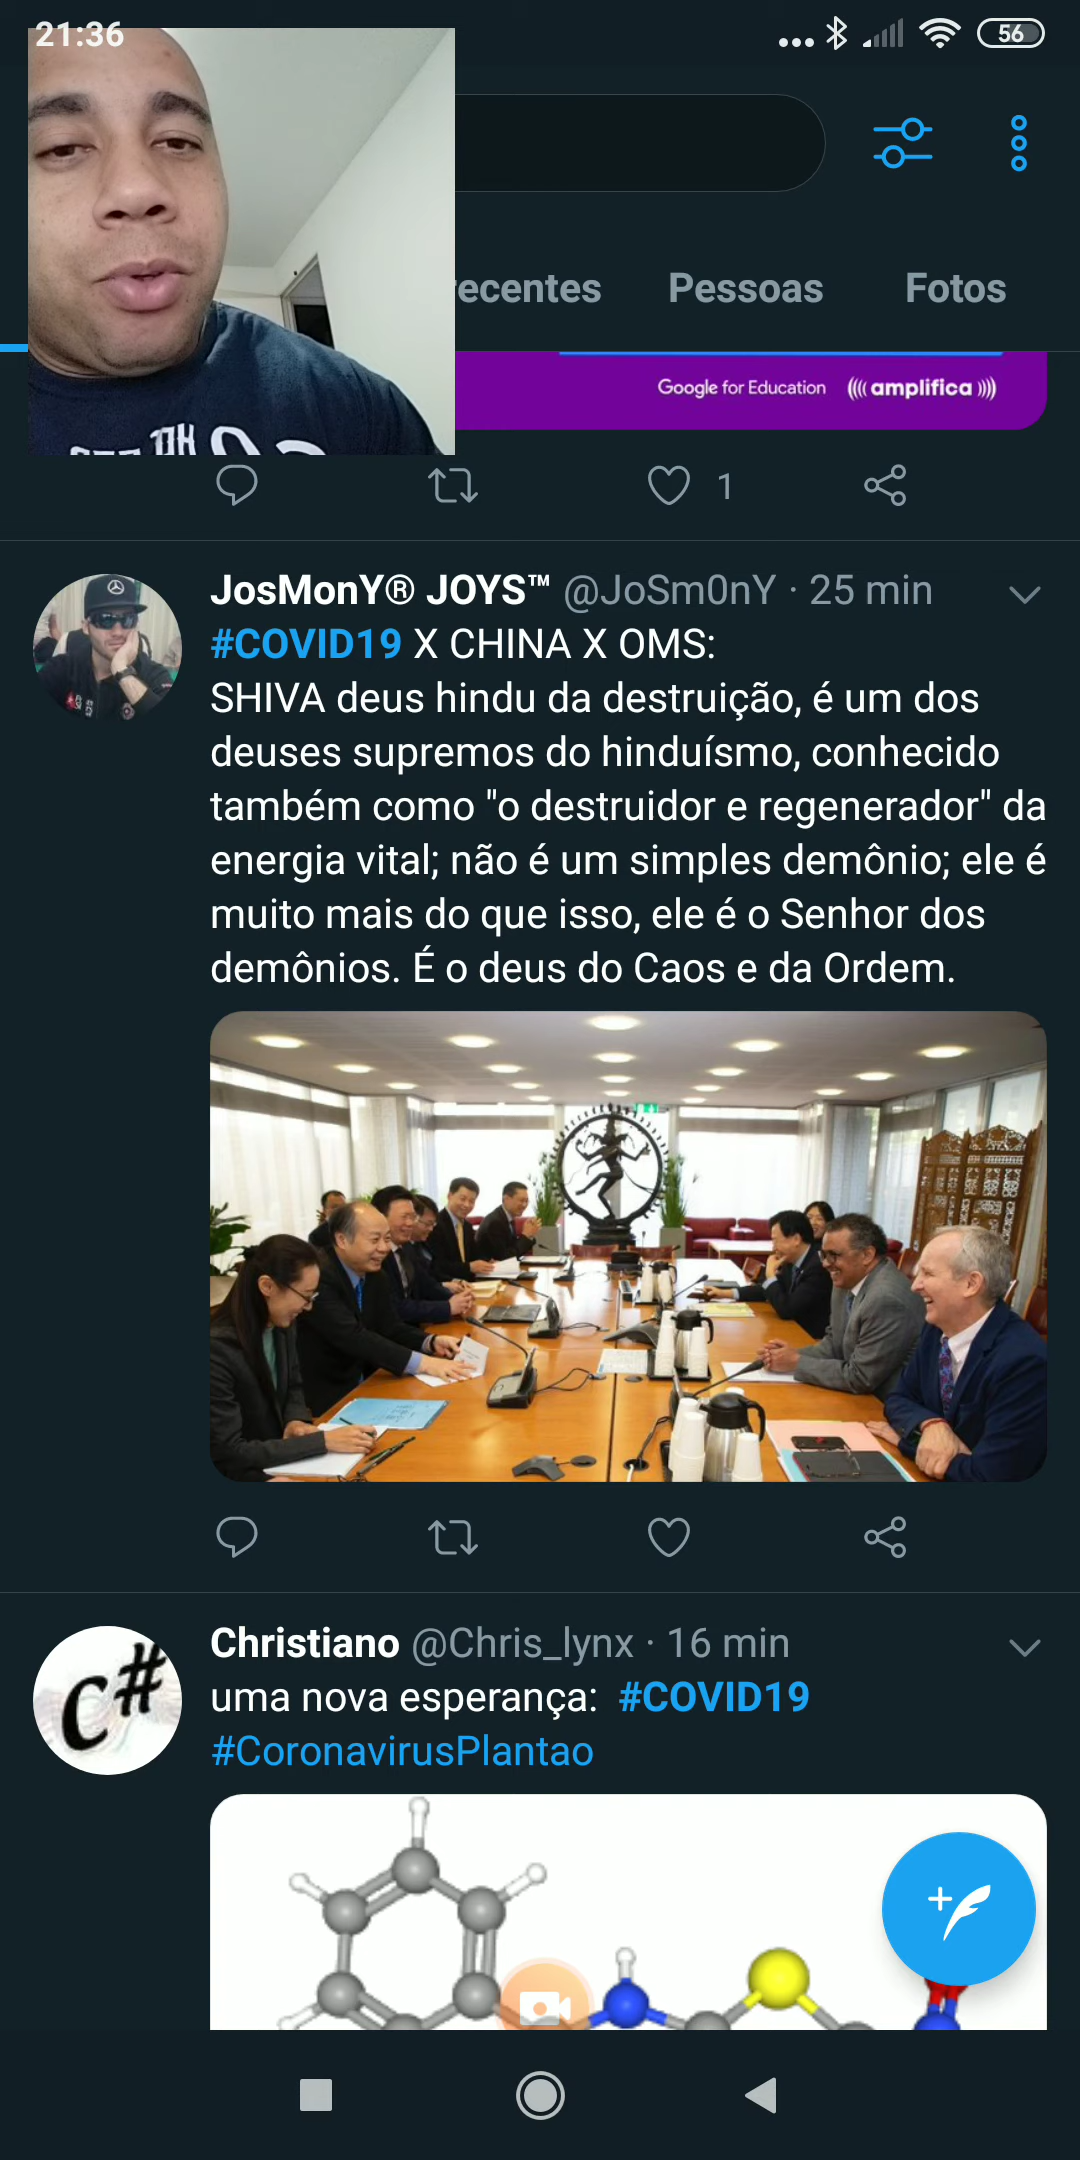 21:36
56
recentes
Pessoas
Fotos
Google for Education
amplifica
1
JosMonY® JOYS™ @JoSm0nY · 25 min
#COVID19 X CHINA X OMS:
SHIVA deus hindu da destruição, é um dos
deuses supremos do hinduísmo, conhecido
também como "o destruidor e regenerador" da
energia vital; não é um simples demônio; ele é
muito mais do que isso, ele é o Senhor dos
demônios. É o deus do Caos e da Ordem.
Christiano @Chris_lynx · 16 min
C#
uma nova esperança: #COVID19
#CoronavirusPlantao